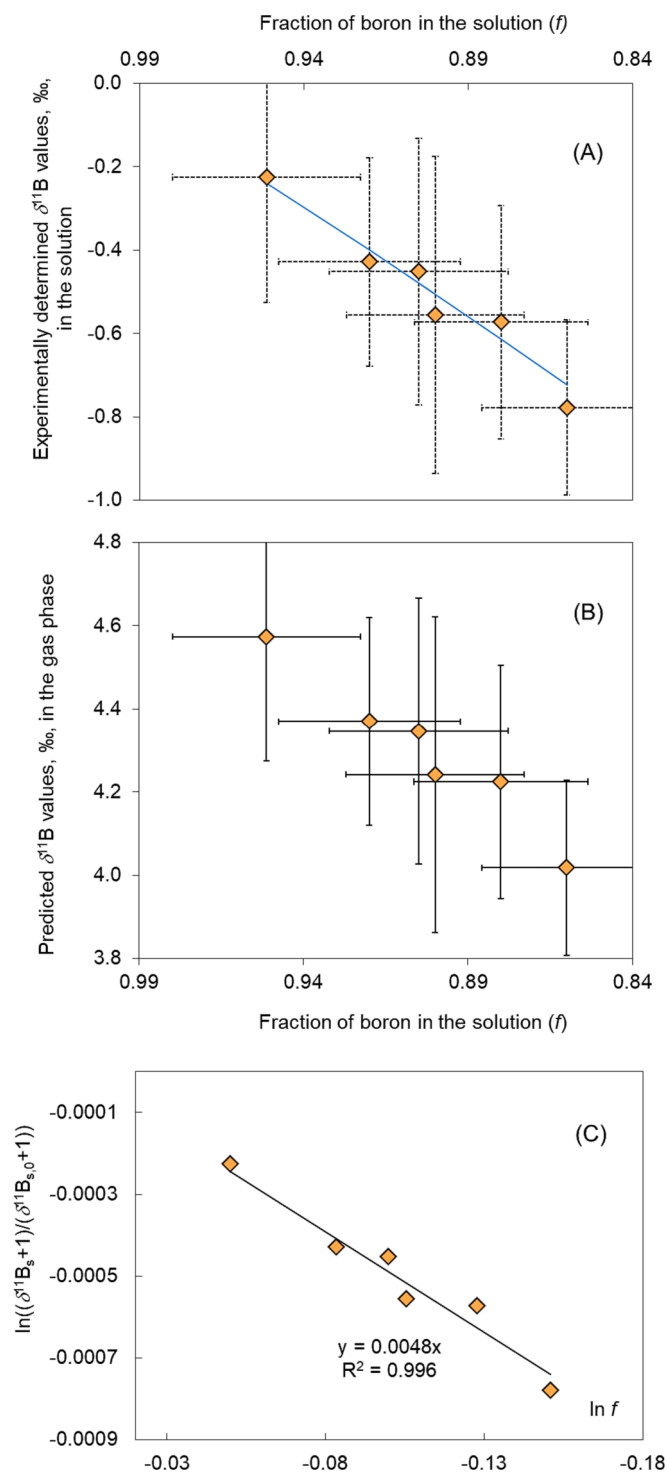 Fraction of boron in the solution (f)
0.99 0.94 0.89 0.84
Experimentally determined δ¹¹B values, ‰,
in the solution
0.0
-0.2
-0.4
-0.6
-0.8
-1.0
(A)
Predicted δ¹¹B values, ‰, in the gas phase
4.8
4.6
4.4
4.2
4.0
3.8
(B)
0.99 0.94 0.89 0.84
Fraction of boron in the solution (f)
ln((δ¹¹Bₛ+1)/(δ¹¹Bₛ,₀+1))
-0.0001
-0.0003
-0.0005
-0.0007
-0.0009
(C)
y = 0.0048x
R² = 0.996
ln f
-0.03 -0.08 -0.13 -0.18